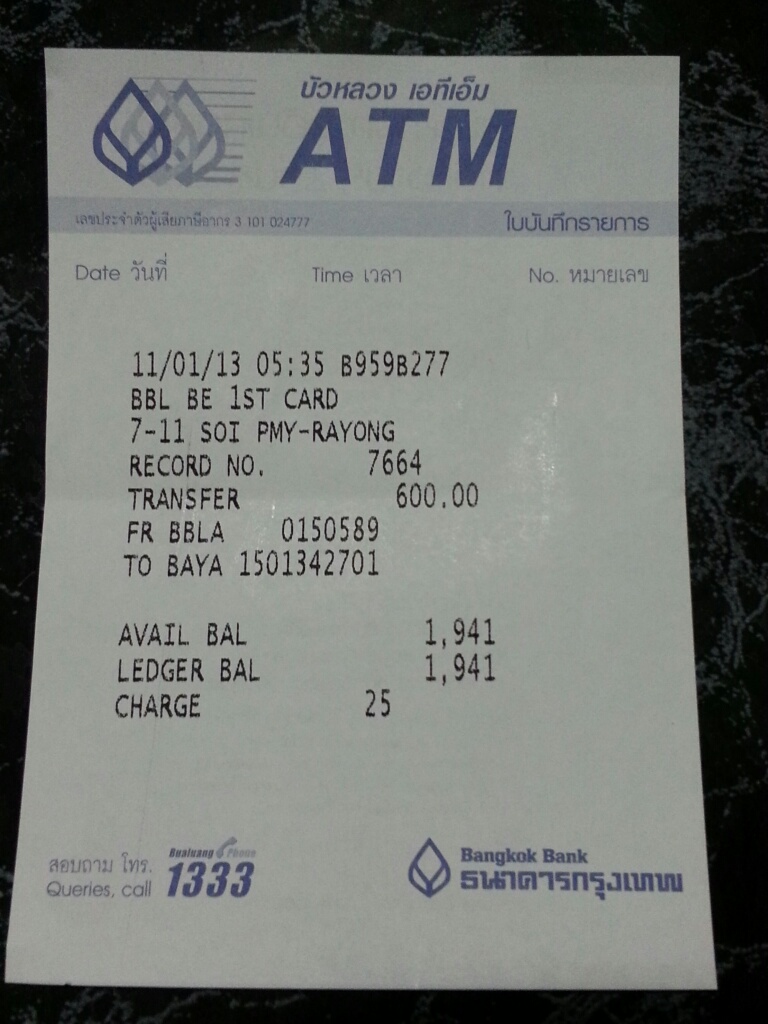 บัวหลวง เอทีเอ็ม
ATM
เลขประจำตัวผู้เสียภาษีอากร 3 101 024777 ใบบันทึกรายการ
Date วันที่ Time เวลา No. หมายเลข
11/01/13 05:35 B959B277
BBL BE 1ST CARD
7-11 SOI PMY-RAYONG
RECORD NO. 7664
TRANSFER 600.00
FR BBLA 0150589
TO BAYA 1501342701
AVAIL BAL 1,941
LEDGER BAL 1,941
CHARGE 25
สอบถาม โทร. Bualuang Phone
Queries, call 1333
Bangkok Bank
ธนาคารกรุงเทพ